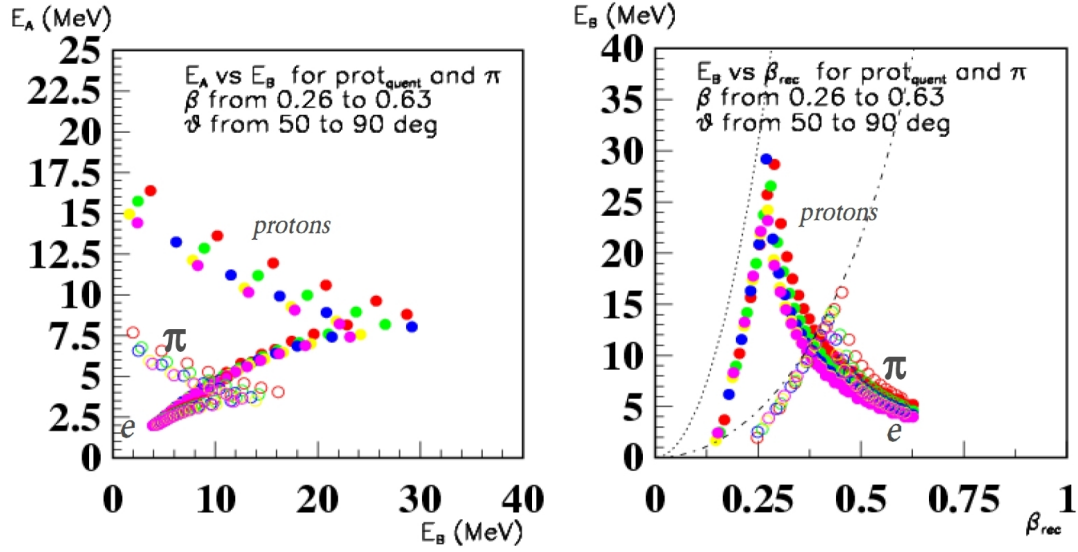 E_A (MeV)
25
22.5
20
17.5
15
12.5
10
7.5
5
2.5
0
E_A vs E_B for prot_quent and π
β from 0.26 to 0.63
ϑ from 50 to 90 deg
protons
π
e
0 10 20 30 40
E_B (MeV)
E_B (MeV)
40
35
30
25
20
15
10
5
0
E_B vs β_rec for prot_quent and π
β from 0.26 to 0.63
ϑ from 50 to 90 deg
protons
π
e
0 0.25 0.5 0.75 1
β_rec